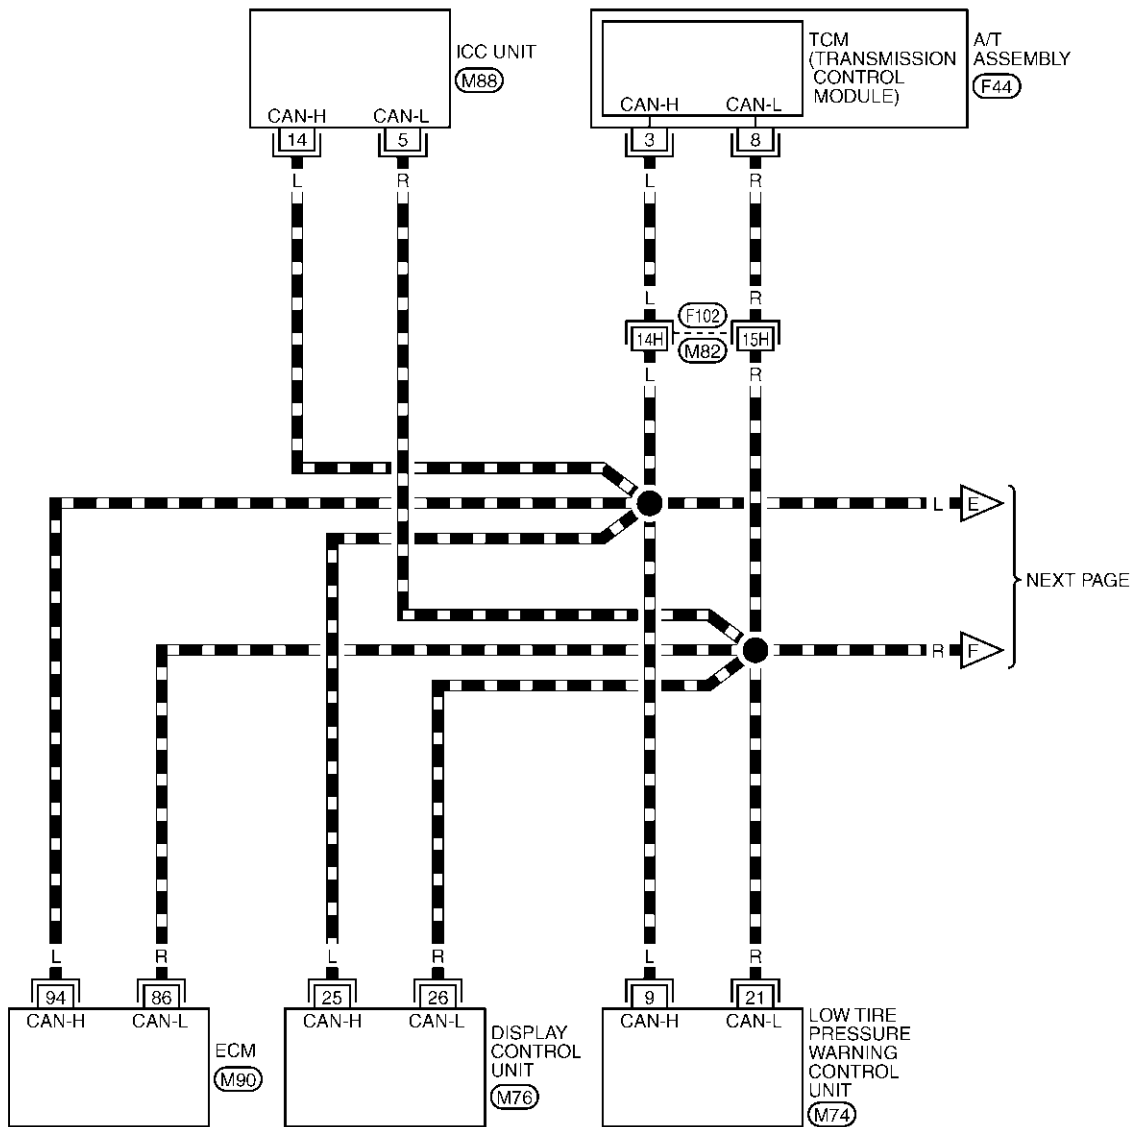 ICC UNIT
M88
CAN-H
CAN-L
14
5
L
R
TCM
(TRANSMISSION
CONTROL
MODULE)
A/T
ASSEMBLY
F44
CAN-H
CAN-L
3
8
L
R
L
R
F102
14H
15H
M82
L
R
L
E
NEXT PAGE
R
F
L
R
L
R
L
R
94
86
25
26
9
21
CAN-H
CAN-L
CAN-H
CAN-L
CAN-H
CAN-L
ECM
M90
DISPLAY
CONTROL
UNIT
M76
LOW TIRE
PRESSURE
WARNING
CONTROL
UNIT
M74